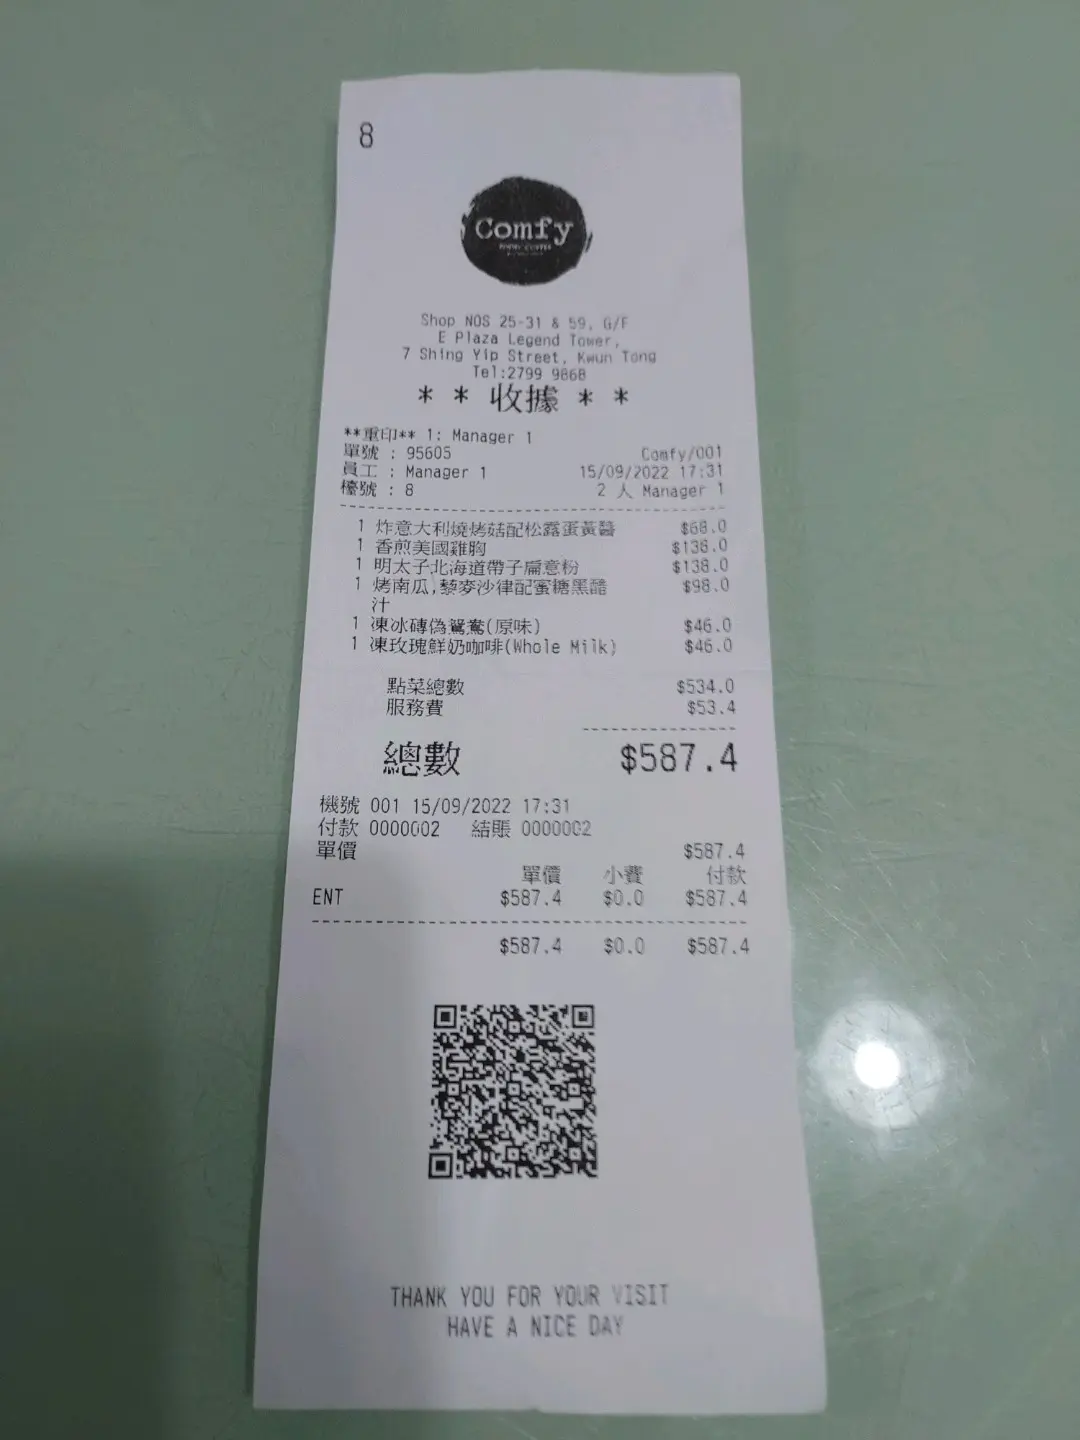 8
Comfy
Shop NOS 25-31 & 59, G/F
E Plaza Legend Tower,
7 Shing Yip Street, Kwun Tong
Tel:2799 9868
* * 收據 * *
**重印** 1: Manager 1
單號 : 95605 Comfy/001
員工 : Manager 1 15/09/2022 17:31
檯號 : 8 2 人 Manager 1
1 炸意大利燒烤菇配松露蛋黃醬 $68.0
1 香煎美國雞胸 $138.0
1 明太子北海道帶子扁意粉 $138.0
1 烤南瓜,藜麥沙律配蜜糖黑醋 $98.0
汁
1 凍冰磚偽鴛鴦(原味) $46.0
1 凍玫瑰鮮奶咖啡(Whole Milk) $46.0
點菜總數 $534.0
服務費 $53.4
總數 $587.4
機號 001 15/09/2022 17:31
付款 0000002 結賬 0000002
單價 $587.4
單價 小費 付款
ENT $587.4 $0.0 $587.4
$587.4 $0.0 $587.4
THANK YOU FOR YOUR VISIT
HAVE A NICE DAY